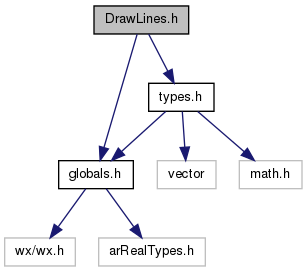 DrawLines.h
types.h
globals.h
vector
math.h
wx/wx.h
arRealTypes.h